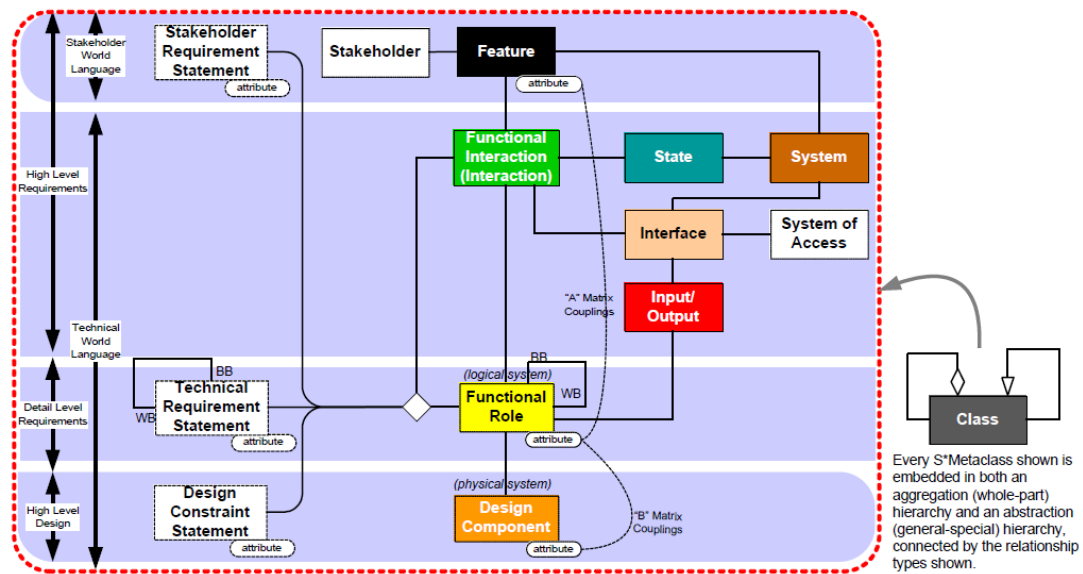 Stakeholder
World
Language
Stakeholder
Requirement
Statement
attribute
Stakeholder
Feature
attribute
High Level
Requirements
Technical
World
Language
Functional
Interaction
(Interaction)
State
System
Interface
System of
Access
"A" Matrix
Couplings
Input/
Output
Detail Level
Requirements
BB
WB
Technical
Requirement
Statement
attribute
(logical system)
BB
WB
Functional
Role
attribute
High Level
Design
Design
Constraint
Statement
attribute
(physical system)
Design
Component
attribute
"B" Matrix
Couplings
Class
Every S*Metaclass shown is
embedded in both an
aggregation (whole-part)
hierarchy and an abstraction
(general-special) hierarchy,
connected by the relationship
types shown.